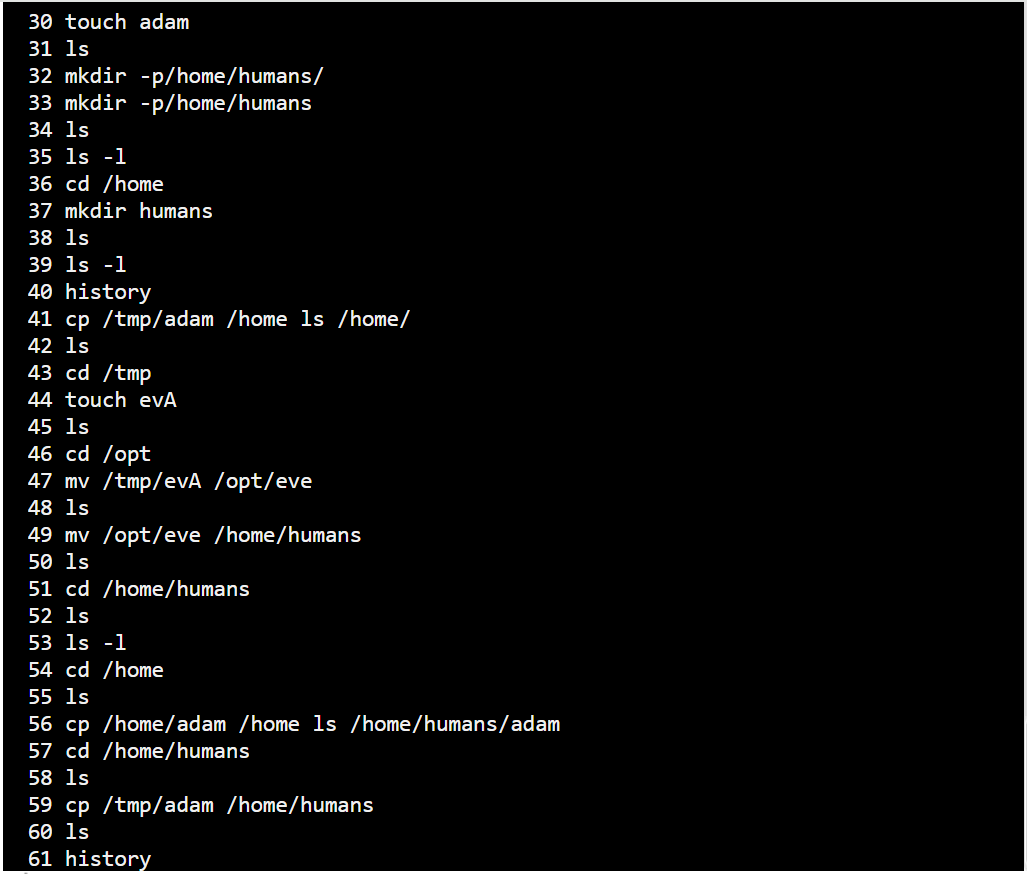 30 touch adam
31 ls
32 mkdir -p/home/humans/
33 mkdir -p/home/humans
34 ls
35 ls -l
36 cd /home
37 mkdir humans
38 ls
39 ls -l
40 history
41 cp /tmp/adam /home ls /home/
42 ls
43 cd /tmp
44 touch evA
45 ls
46 cd /opt
47 mv /tmp/evA /opt/eve
48 ls
49 mv /opt/eve /home/humans
50 ls
51 cd /home/humans
52 ls
53 ls -l
54 cd /home
55 ls
56 cp /home/adam /home ls /home/humans/adam
57 cd /home/humans
58 ls
59 cp /tmp/adam /home/humans
60 ls
61 history